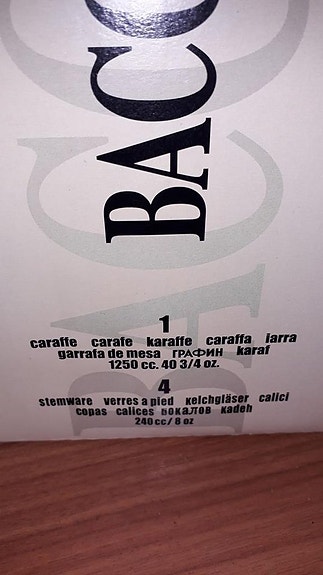 BACC
1
caraffe carafe karaffe caraffa iarra
garrafa de mesa ГРАФИН karaf
1250 cc. 40 3/4 oz.
4
stemware verres a pied kelchgläser calici
copas calices БОКАЛОВ kadeh
240 cc/ 8 oz